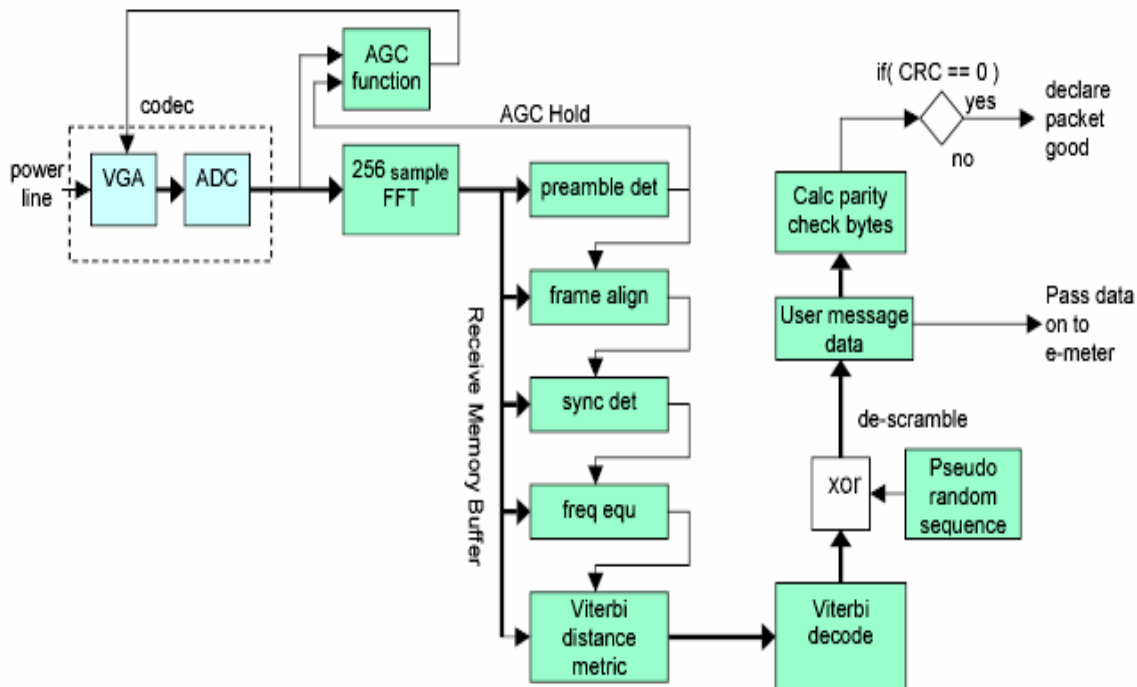 AGC
function
if( CRC == 0 )
yes
declare
packet
good
no
codec
AGC Hold
power
line
VGA
ADC
256 sample
FFT
preamble det
Calc parity
check bytes
frame align
User message
data
Pass data
on to
e-meter
Receive Memory Buffer
sync det
de-scramble
xor
Pseudo
random
sequence
freq equ
Viterbi
distance
metric
Viterbi
decode